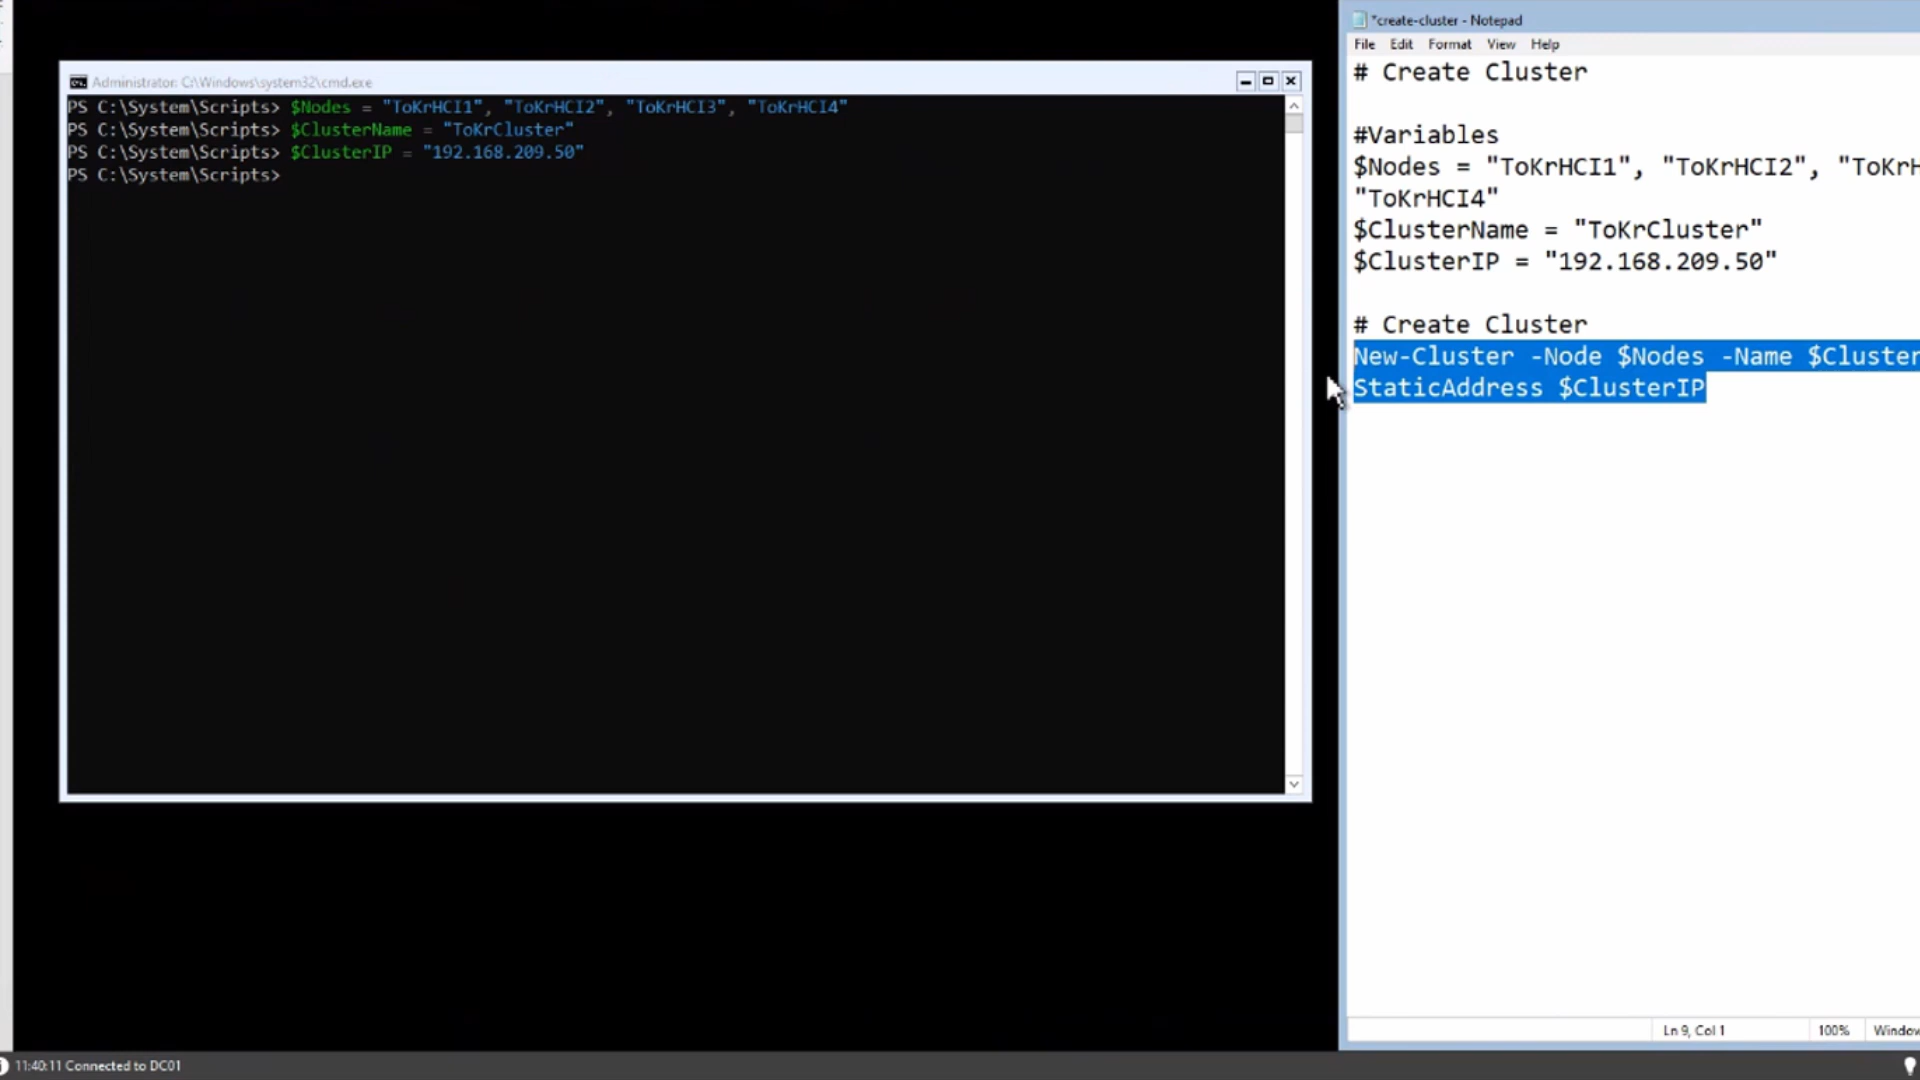 Administrator: C:\Windows\system32\cmd.exe
PS C:\System\Scripts> $Nodes = "ToKrHCI1", "ToKrHCI2", "ToKrHCI3", "ToKrHCI4"
PS C:\System\Scripts> $ClusterName = "ToKrCluster"
PS C:\System\Scripts> $ClusterIP = "192.168.209.50"
PS C:\System\Scripts>
*create-cluster - Notepad
File Edit Format View Help
# Create Cluster
#Variables
$Nodes = "ToKrHCI1", "ToKrHCI2", "ToKrH
"ToKrHCI4"
$ClusterName = "ToKrCluster"
$ClusterIP = "192.168.209.50"
# Create Cluster
New-Cluster -Node $Nodes -Name $Cluster
StaticAddress $ClusterIP
Ln 9, Col 1 100% Window
11:40:11 Connected to DC01